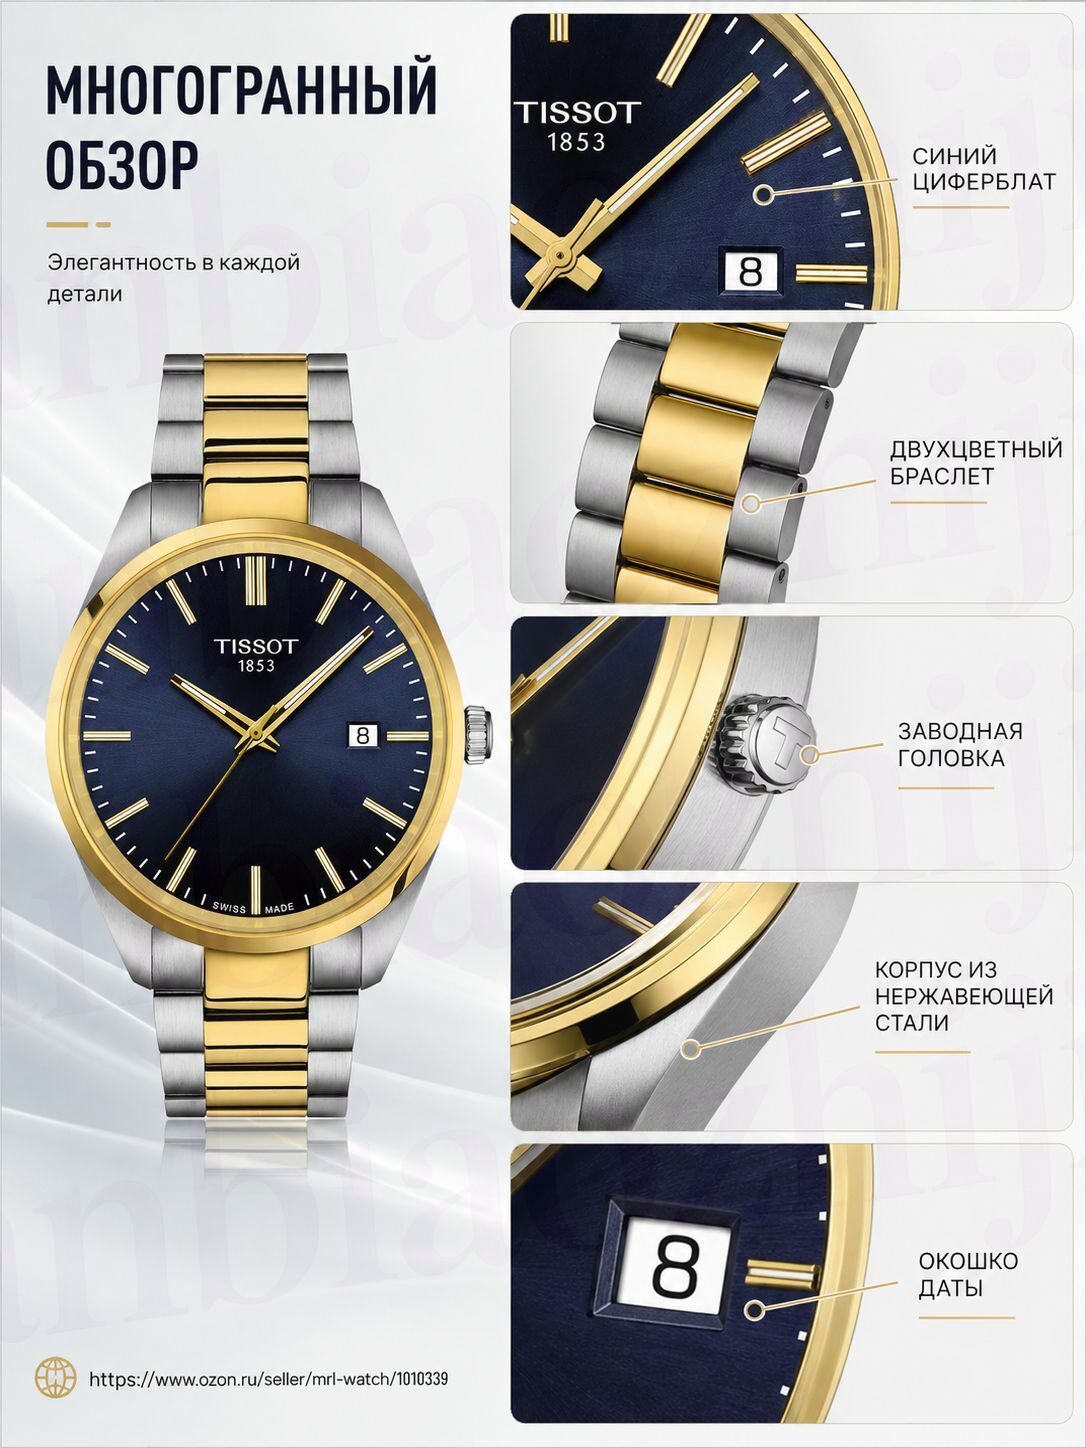 МНОГОГРАННЫЙ
ОБЗОР
Элегантность в каждой
детали
TISSOT
1853
8
SWISS MADE
https://www.ozon.ru/seller/mrl-watch/1010339
TISSOT
1853
8
СИНИЙ
ЦИФЕРБЛАТ
ДВУХЦВЕТНЫЙ
БРАСЛЕТ
T
ЗАВОДНАЯ
ГОЛОВКА
КОРПУС ИЗ
НЕРЖАВЕЮЩЕЙ
СТАЛИ
8
ОКОШКО
ДАТЫ